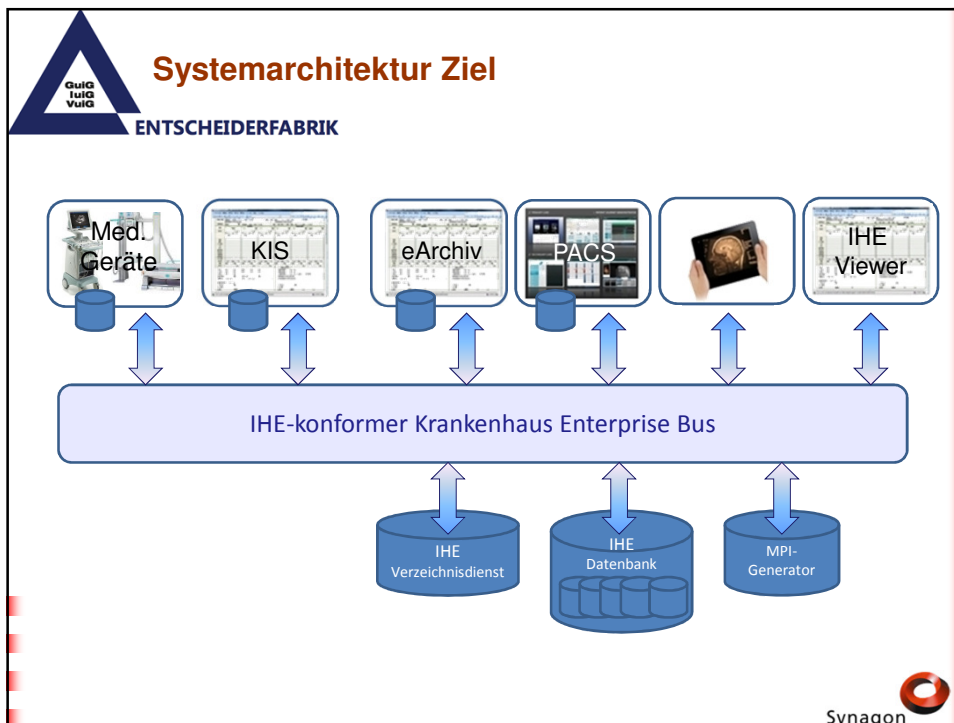 GuiG
IuiG
VuiG
Systemarchitektur Ziel
ENTSCHEIDERFABRIK
Med.
Geräte
KIS
eArchiv
PACS
IHE
Viewer
IHE-konformer Krankenhaus Enterprise Bus
IHE
Verzeichnisdienst
IHE
Datenbank
MPI-
Generator
Synagon